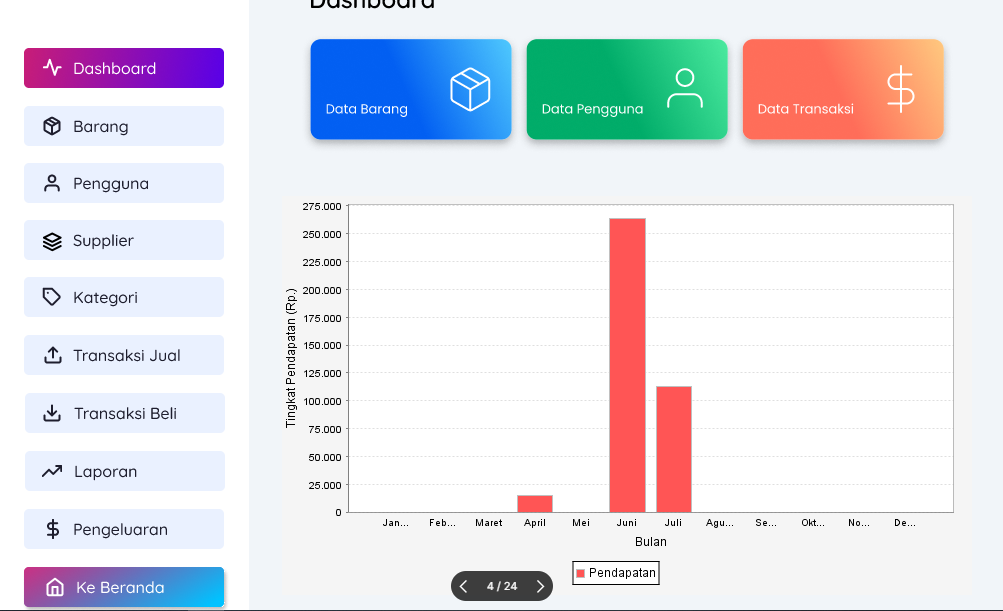 Dashboard
Dashboard
Barang
Pengguna
Supplier
Kategori
Transaksi Jual
Transaksi Beli
Laporan
Pengeluaran
Ke Beranda
Data Barang
Data Pengguna
Data Transaksi
Tingkat Pendapatan (Rp.)
275.000
250.000
225.000
200.000
175.000
150.000
125.000
100.000
75.000
50.000
25.000
0
Jan... Feb... Maret April Mei Juni Juli Agu... Se... Okt... No... De...
Bulan
Pendapatan
4 / 24